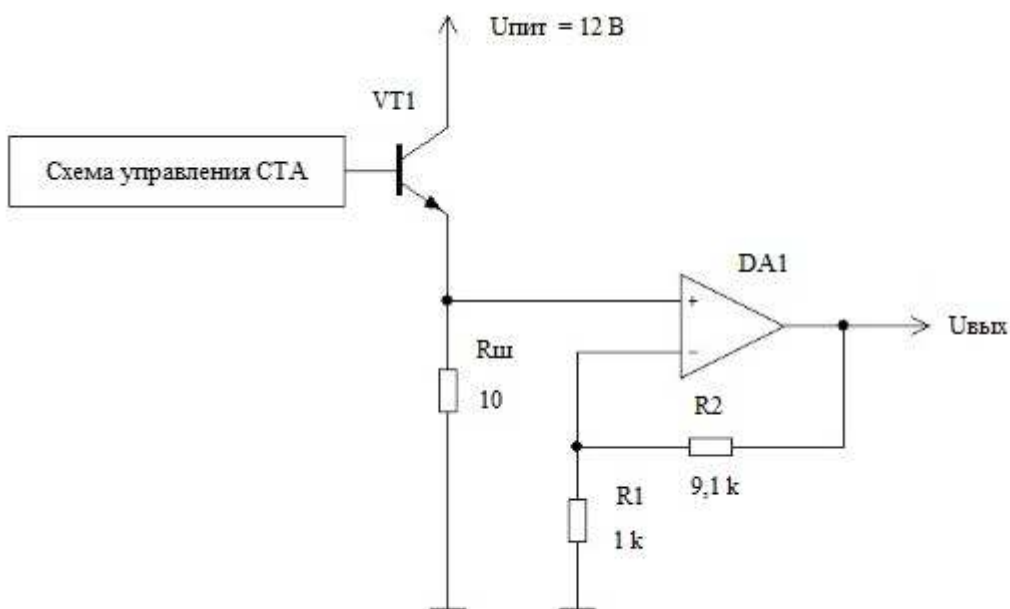 Uпит = 12 В
VT1
Схема управления СТА
DA1
+
Uвых
−
Rш
10
R2
9,1 k
R1
1 k